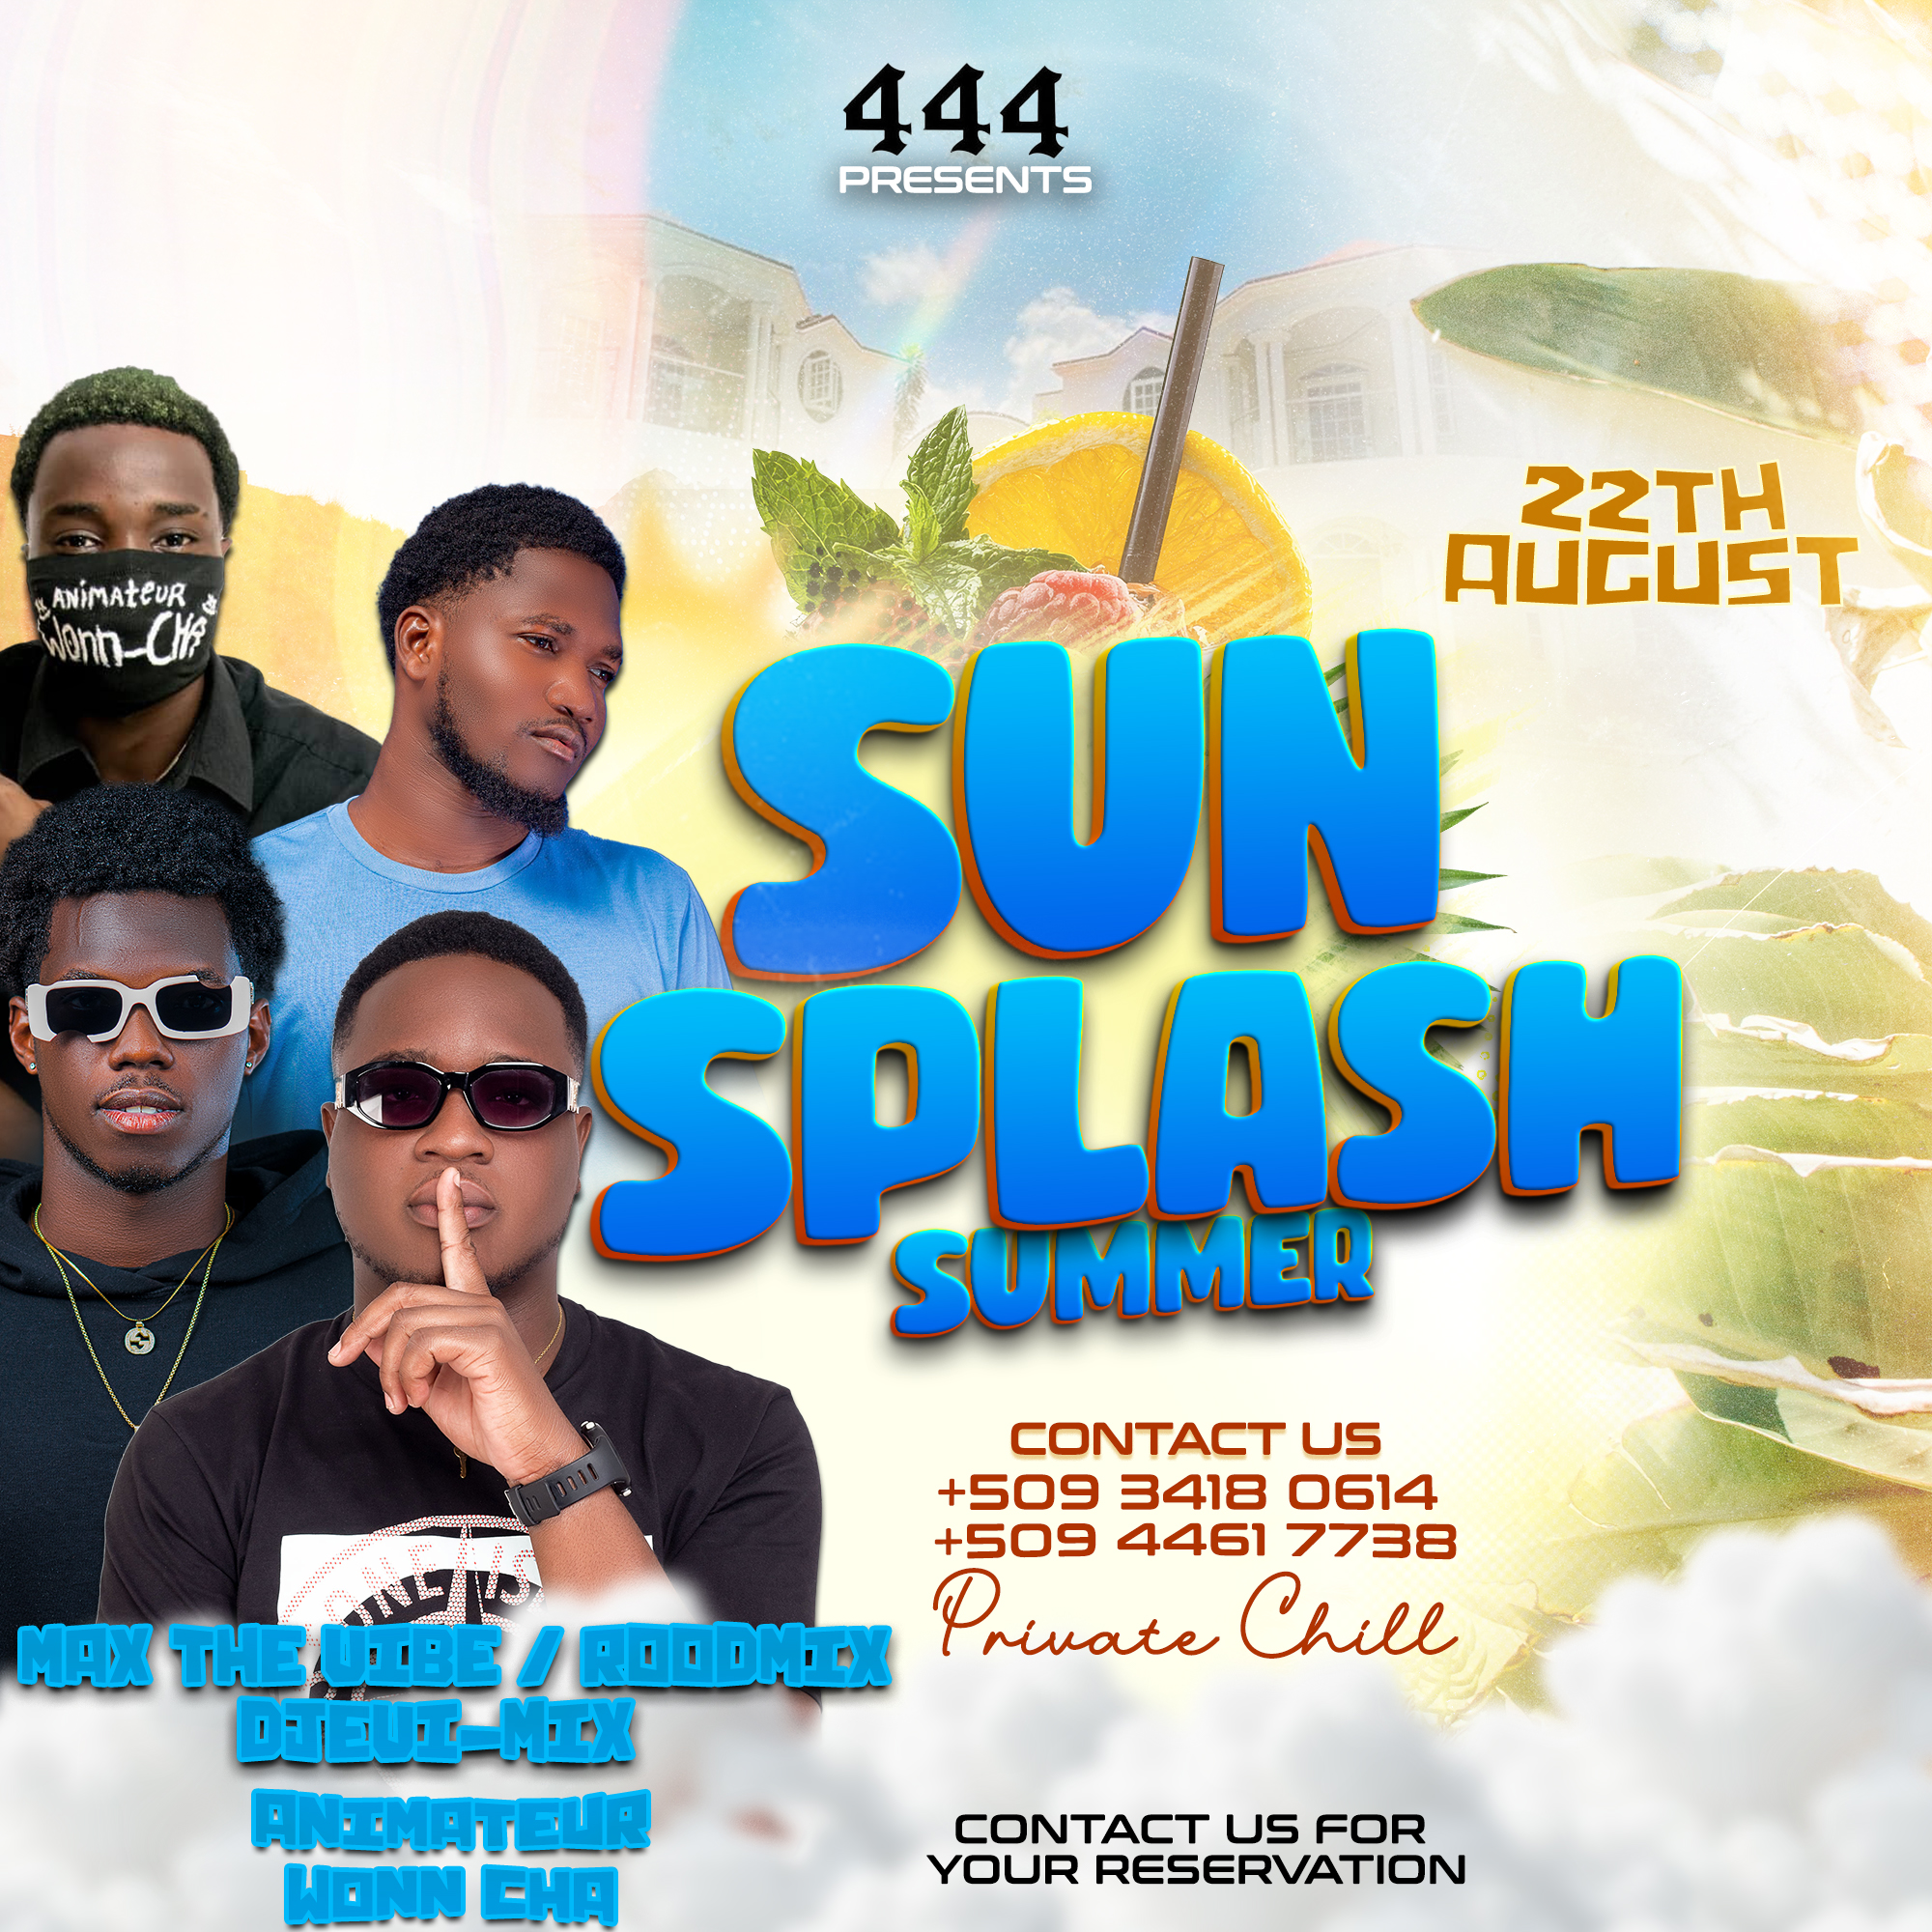 444
PRESENTS
22TH
AUGUST
ANIMATEUR
Wonn-CHA
SUN
SPLASH
SUMMER
CONTACT US
+509 3418 0614
+509 4461 7738
Private Chill
MAX THE VIBE / ROODMIX
DJEVI-MIX
ANIMATEUR
WONN CHA
CONTACT US FOR
YOUR RESERVATION